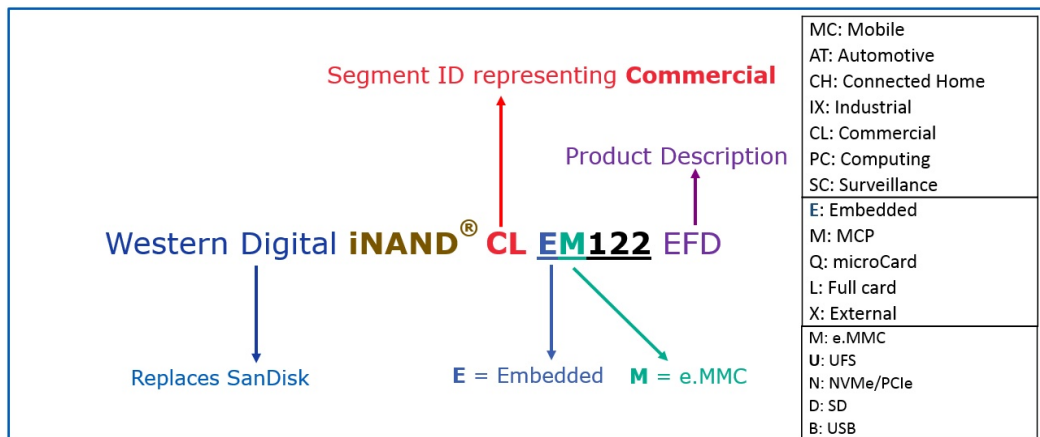 Segment ID representing Commercial
Product Description
Western Digital iNAND® CL EM122 EFD
Replaces SanDisk
E = Embedded
M = e.MMC
MC: Mobile
AT: Automotive
CH: Connected Home
IX: Industrial
CL: Commercial
PC: Computing
SC: Surveillance
E: Embedded
M: MCP
Q: microCard
L: Full card
X: External
M: e.MMC
U: UFS
N: NVMe/PCIe
D: SD
B: USB